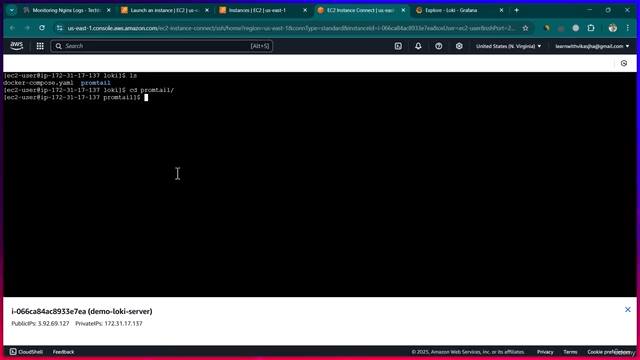 Monitoring Nginx Logs - Techn
Launch an instance | EC2 | us-e
Instances | EC2 | us-east-1
EC2 Instance Connect | us-east
Explore - Loki - Grafana
us-east-1.console.aws.amazon.com/ec2-instance-connect/ssh/home?region=us-east-1&connType=standard&instanceId=i-066ca84ac8933e7ea&osUser=ec2-user&sshPort=2...
aws
Search
[Alt+S]
United States (N. Virginia)
learnwithvikasjha@gmail.com
[ec2-user@ip-172-31-17-137 loki]$ ls
docker-compose.yaml promtail
[ec2-user@ip-172-31-17-137 loki]$ cd promtail/
[ec2-user@ip-172-31-17-137 promtail]$
i-066ca84ac8933e7ea (demo-loki-server)
PublicIPs: 3.92.69.127 PrivateIPs: 172.31.17.137
CloudShell
Feedback
© 2025, Amazon Web Services, Inc. or its affiliates.
Privacy
Terms
Cookie preferences